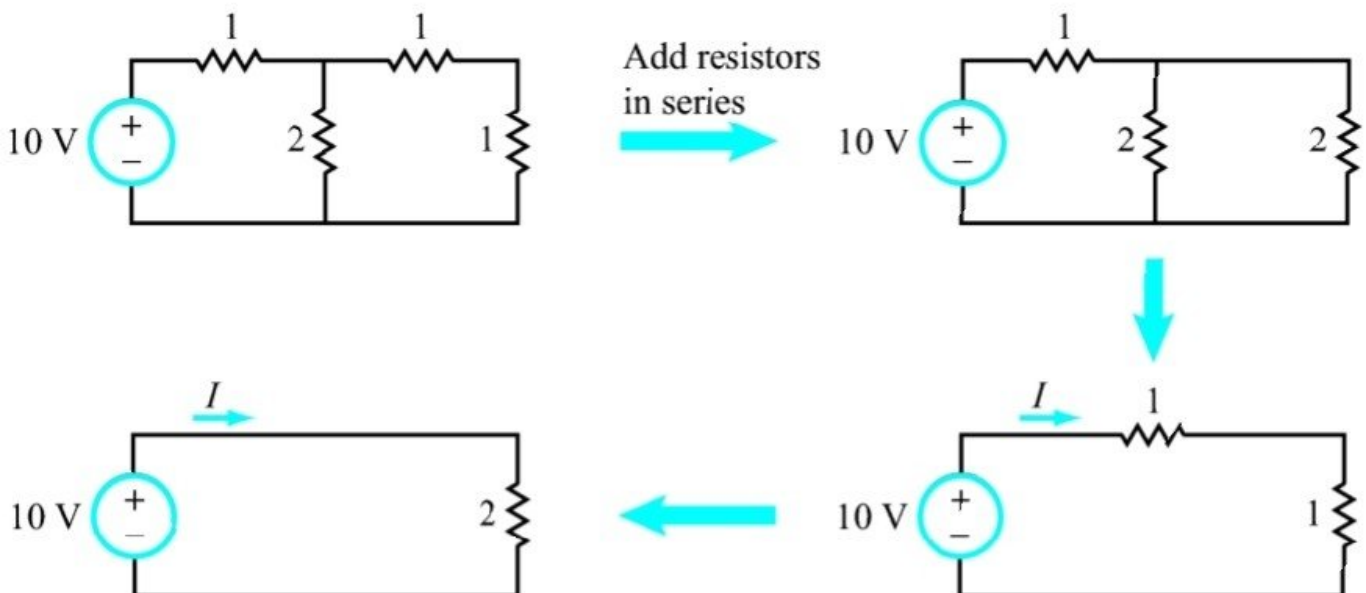 1 1
10 V + − 2 1
Add resistors
in series
1
10 V + − 2 2
I
10 V + − 2
I 1
10 V + − 1